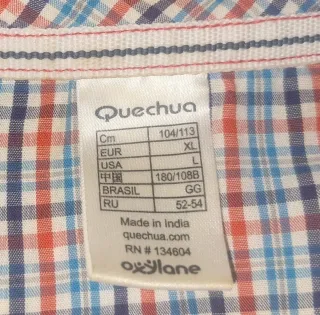 Quechua
Cm 104/113
EUR XL
USA L
中国 180/108B
BRASIL GG
RU 52-54
Made in India
quechua.com
RN # 134604
oxylane